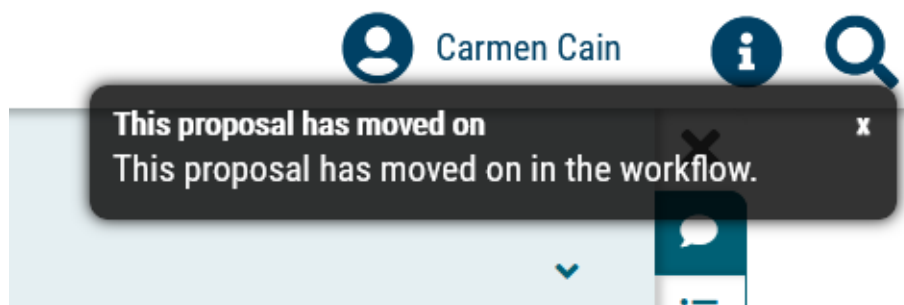 Carmen Cain
This proposal has moved on
x
This proposal has moved on in the workflow.